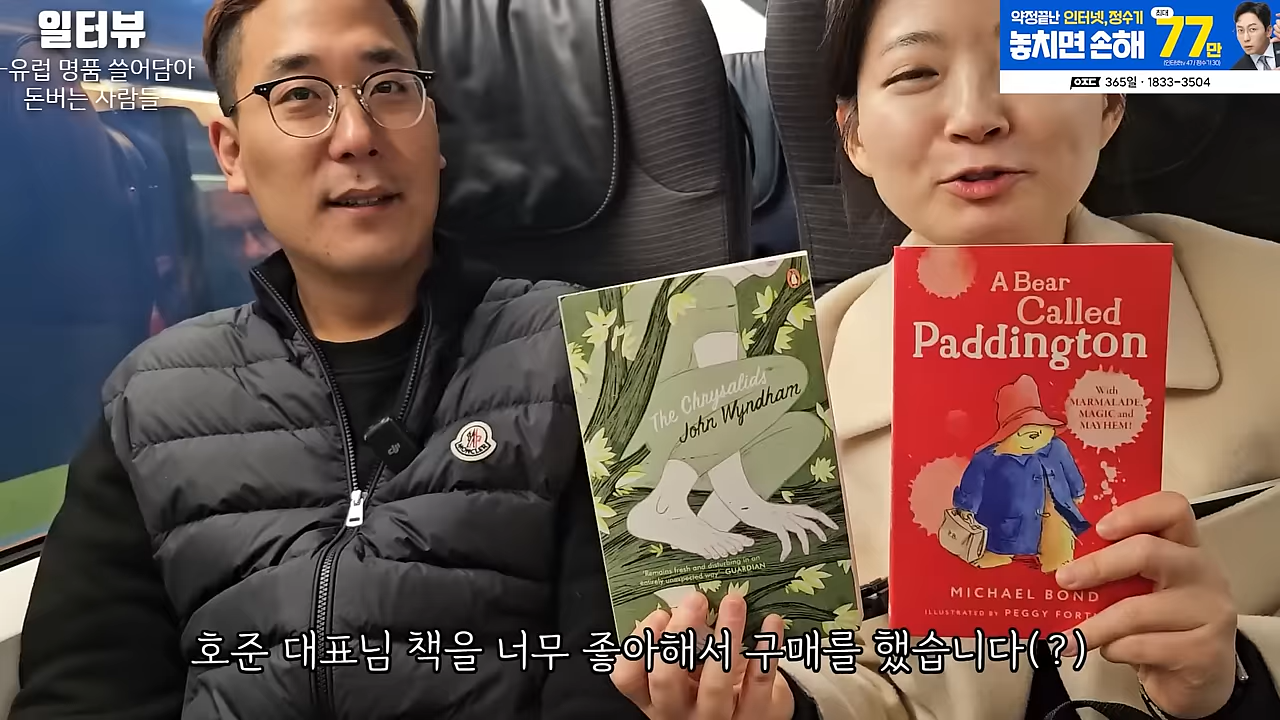 일터뷰
-유럽 명품 쓸어담아
돈버는 사람들
약정끝난 인터넷, 정수기
놓치면 손해
최대
77만
365일 · 1833-3504
MONCLER
The Chrysalids
John Wyndham
'Remains fresh and disturbing in an
entirely unexpected way' GUARDIAN
A Bear
Called
Paddington
With
MARMALADE,
MAGIC and
MAYHEM!
MICHAEL BOND
ILLUSTRATED BY PEGGY
호준 대표님 책을 너무 좋아해서 구매를 했습니다(?)